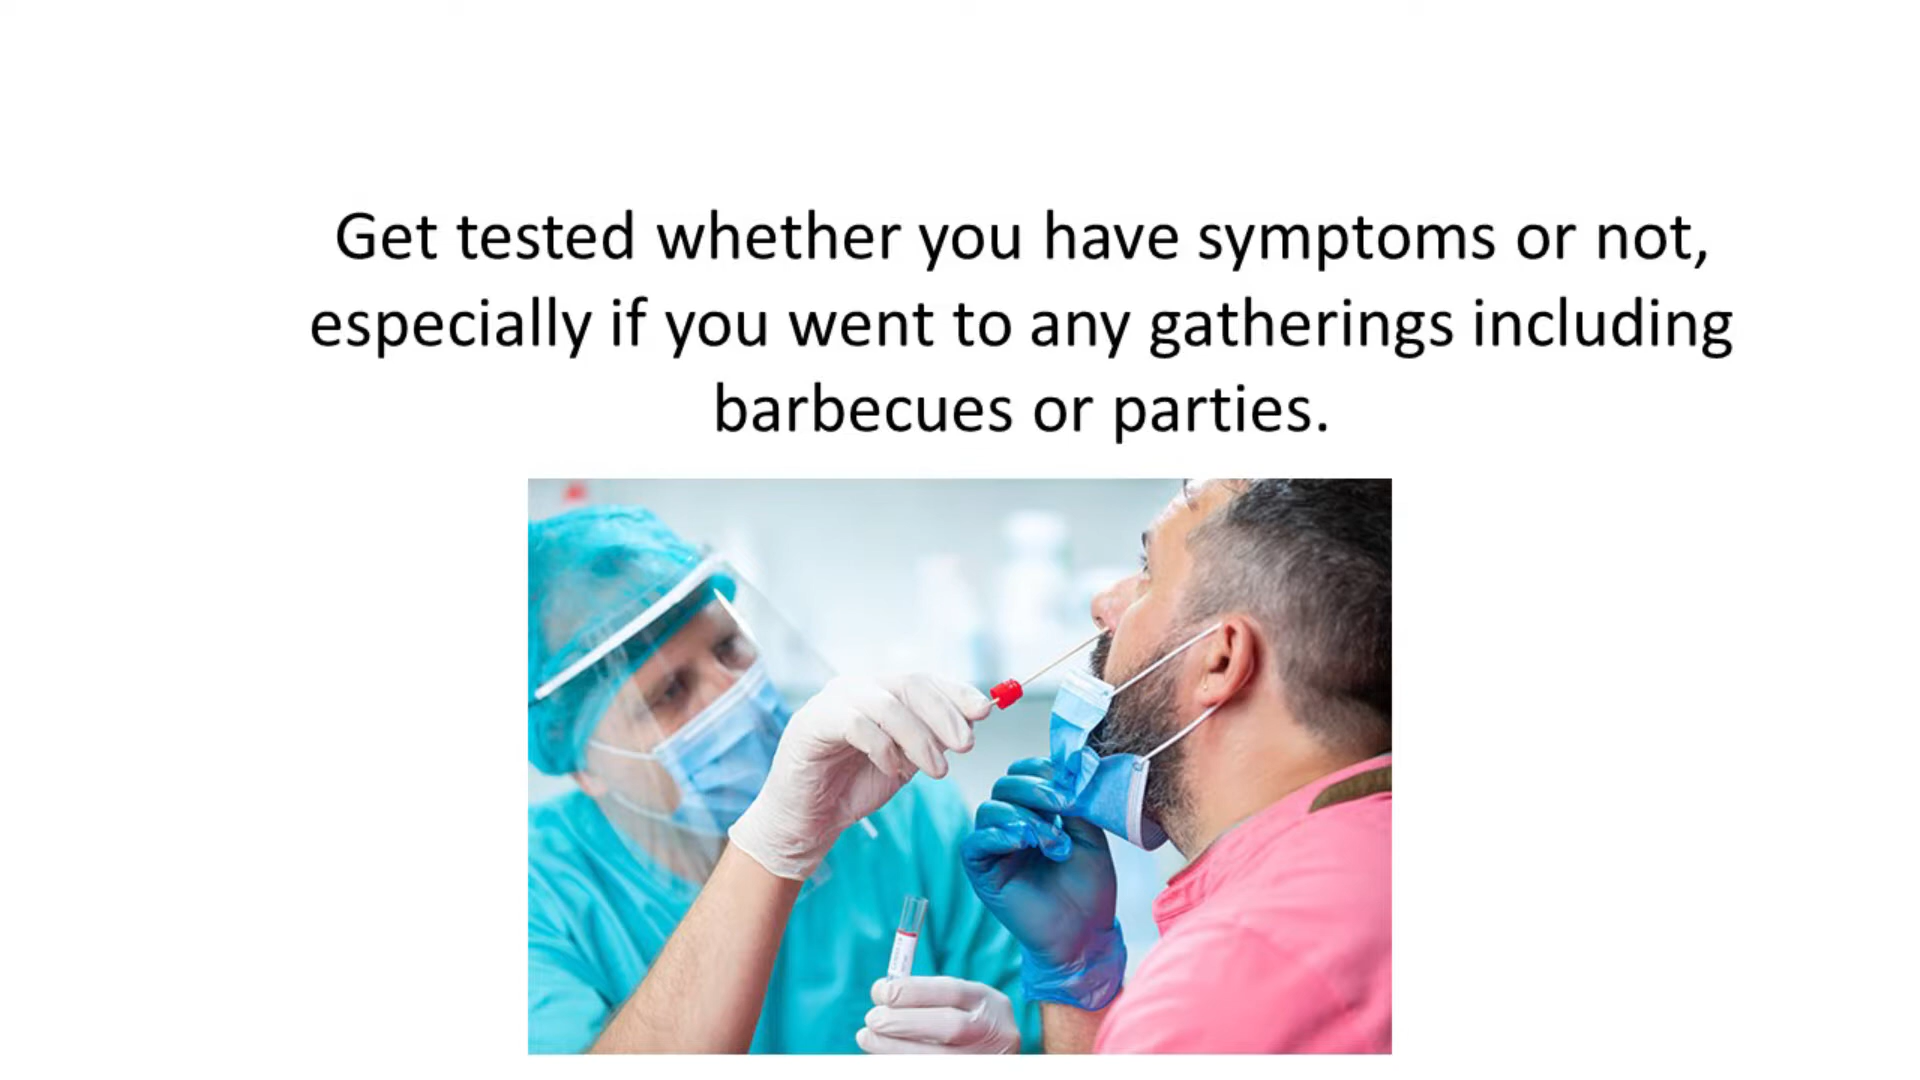 Get tested whether you have symptoms or not,
especially if you went to any gatherings including
barbecues or parties.